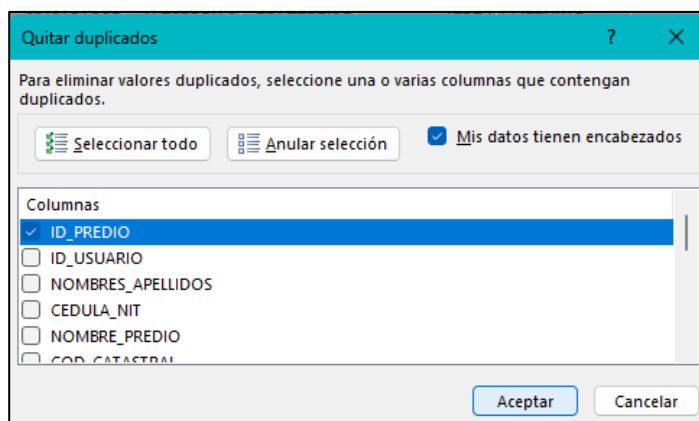 Quitar duplicados
?
Para eliminar valores duplicados, seleccione una o varias columnas que contengan
duplicados.
Seleccionar todo
Anular selección
Mis datos tienen encabezados
Columnas
ID_PREDIO
ID_USUARIO
NOMBRES_APELLIDOS
CEDULA_NIT
NOMBRE_PREDIO
COD_CATASTRAL
Aceptar
Cancelar